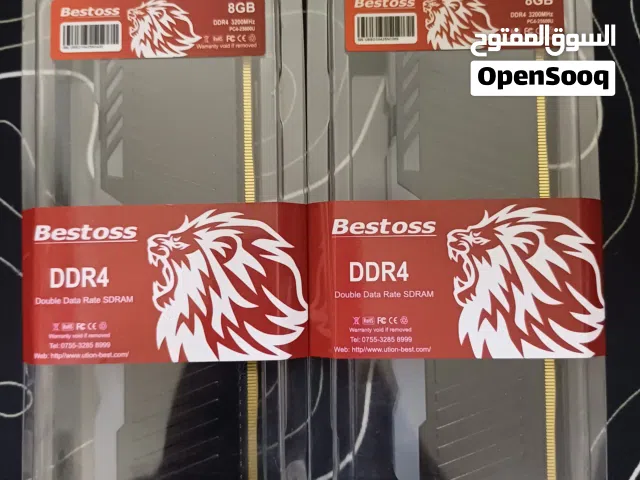 Bestoss
8GB
DDR4 3200MHz
PC4-25600U
Warranty void if removed
Bestoss
8GB
DDR4 3200MHz
السوق المفتوح
OpenSooq
Bestoss
DDR4
Double Data Rate SDRAM
Warranty void if removed
Tel: 0755-3285 8999
Web: http//www.ution-best.com/
Bestoss
DDR4
Double Data Rate SDRAM
Warranty void if removed
Tel: 0755-3285 8999
Web: http//www.ution-best.com/